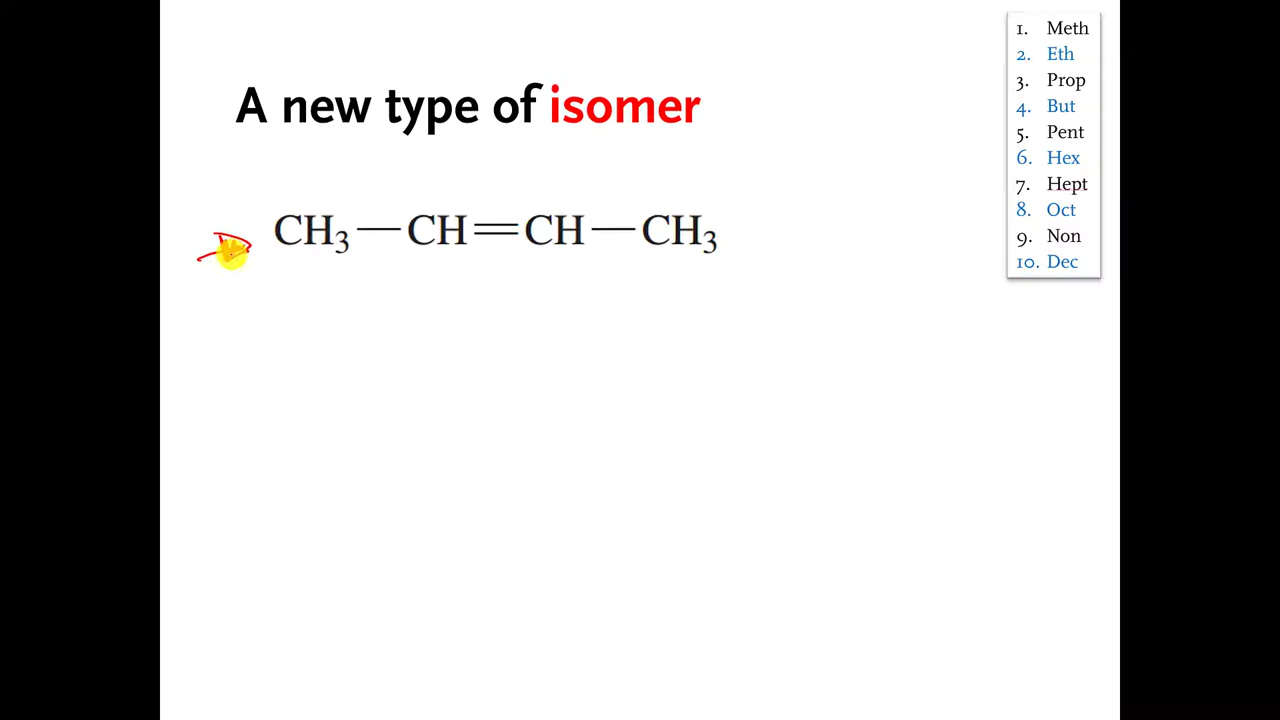 A new type of isomer
CH₃—CH=CH—CH₃
1. Meth
2. Eth
3. Prop
4. But
5. Pent
6. Hex
7. Hept
8. Oct
9. Non
10. Dec